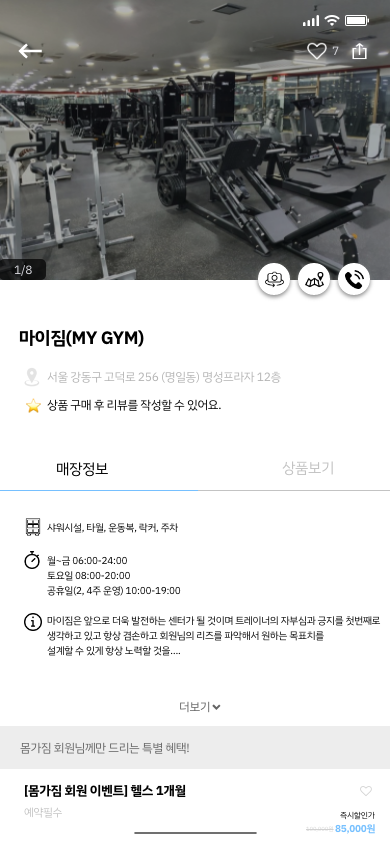 7
1/8
마이짐(MY GYM)
서울 강동구 고덕로 256 (명일동) 명성프라자 12층
상품 구매 후 리뷰를 작성할 수 있어요.
매장정보
상품보기
샤워시설, 타월, 운동복, 락커, 주차
월~금 06:00-24:00
토요일 08:00-20:00
공휴일(2, 4주 운영) 10:00-19:00
마이짐은 앞으로 더욱 발전하는 센터가 될 것이며 트레이너의 자부심과 긍지를 첫번째로
생각하고 있고 항상 겸손하고 회원님의 리즈를 파악해서 원하는 목표치를
설계할 수 있게 항상 노력할 것을....
더보기
몸가짐 회원님께만 드리는 특별 혜택!
[몸가짐 회원 이벤트] 헬스 1개월
예약필수
즉시할인가
85,000원